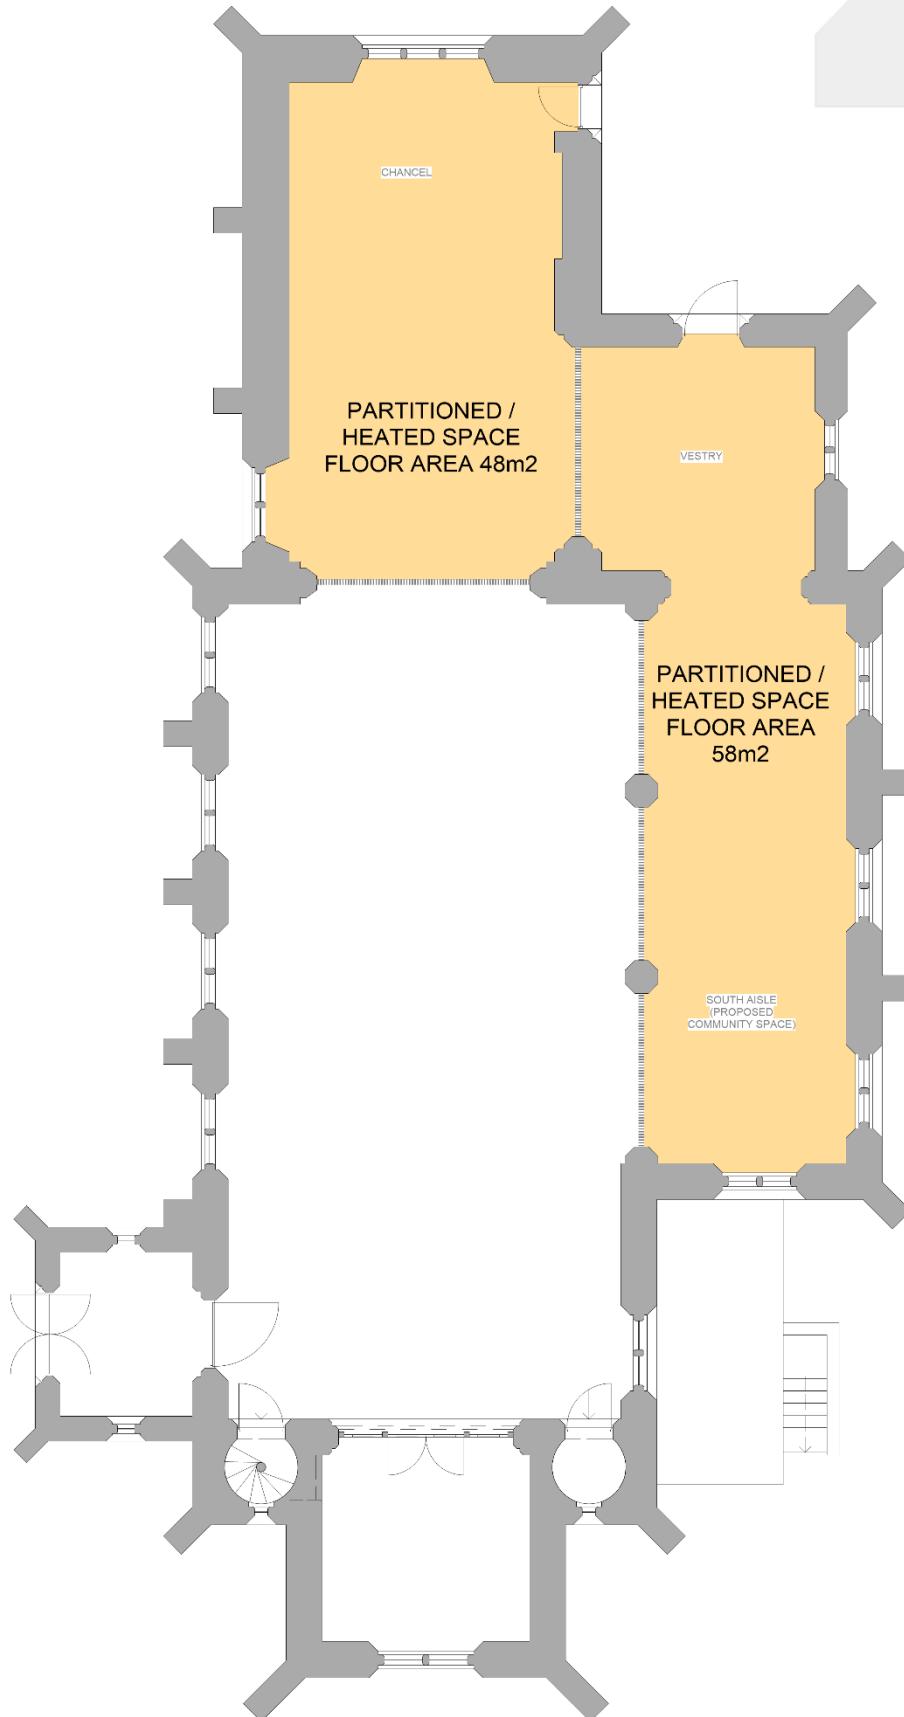 CHANCEL
PARTITIONED /
HEATED SPACE
FLOOR AREA 48m2
VESTRY
PARTITIONED /
HEATED SPACE
FLOOR AREA
58m2
SOUTH AISLE
(PROPOSED
COMMUNITY SPACE)